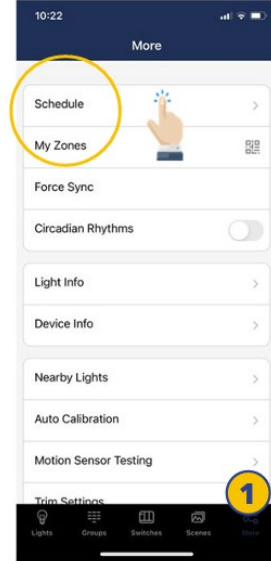 10:22
More
Schedule
My Zones
Force Sync
Circadian Rhythms
Light Info
Device Info
Nearby Lights
Auto Calibration
Motion Sensor Testing
Trim Settings
1
Lights Groups Switches Scenes More